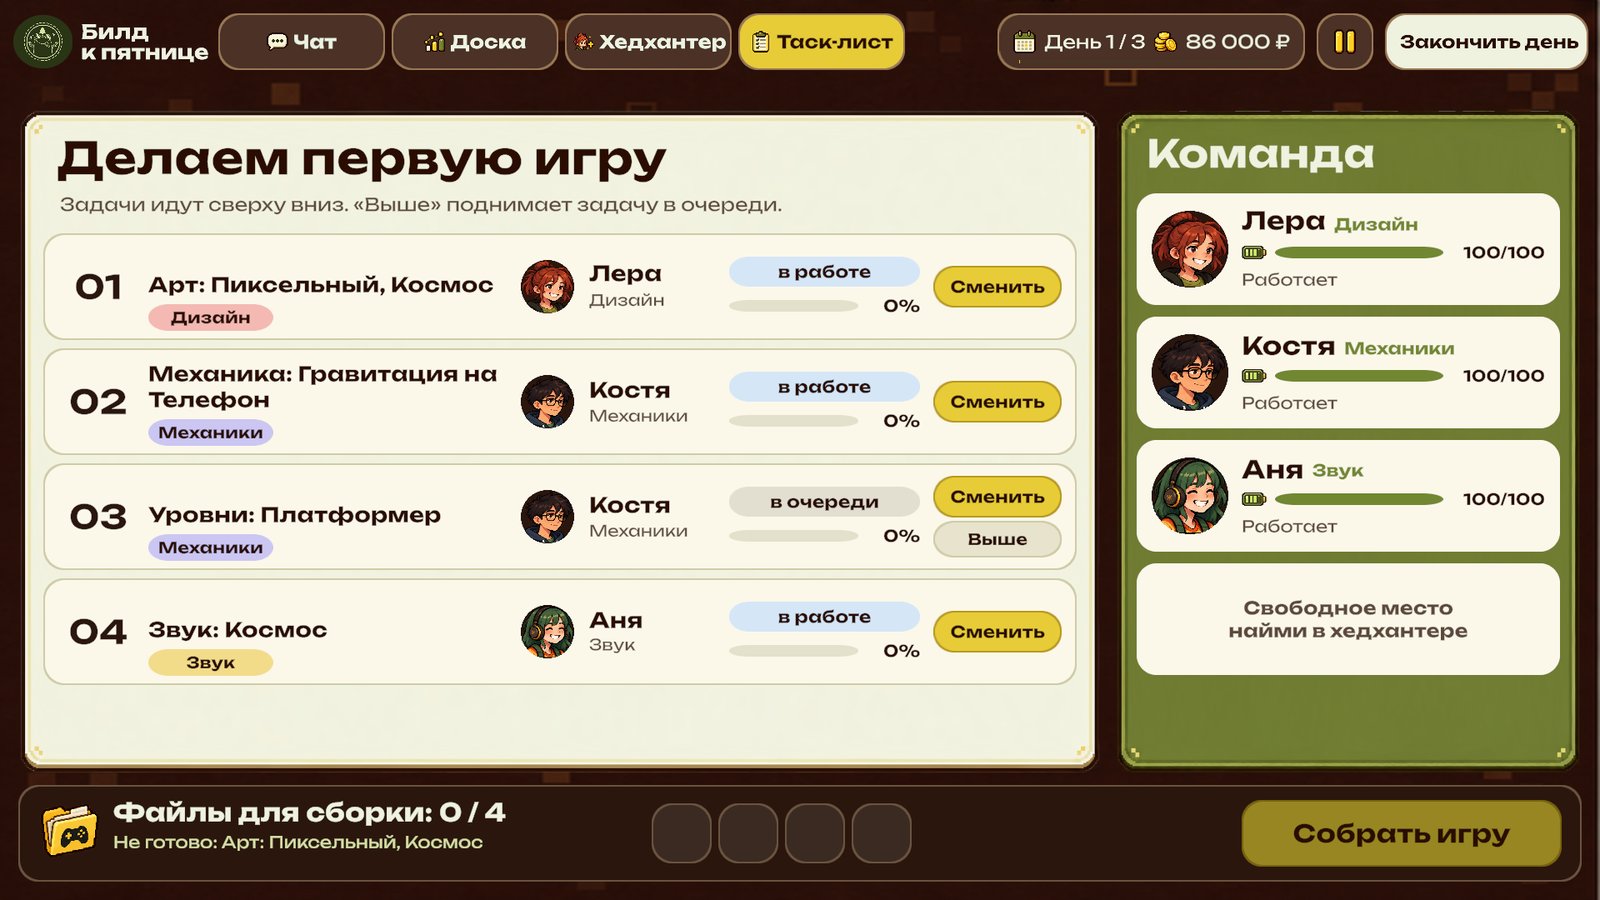 Билд
к пятнице
Чат
Доска
Хедхантер
Таск-лист
День 1 / 3
86 000 ₽
Закончить день
Делаем первую игру
Задачи идут сверху вниз. «Выше» поднимает задачу в очереди.
01
Арт: Пиксельный, Космос
Дизайн
Лера
Дизайн
в работе
0%
Сменить
02
Механика: Гравитация на
Телефон
Механики
Костя
Механики
в работе
0%
Сменить
03
Уровни: Платформер
Механики
Костя
Механики
в очереди
0%
Сменить
Выше
04
Звук: Космос
Звук
Аня
Звук
в работе
0%
Сменить
Команда
Лера Дизайн
100/100
Работает
Костя Механики
100/100
Работает
Аня Звук
100/100
Работает
Свободное место
найми в хедхантере
Файлы для сборки: 0 / 4
Не готово: Арт: Пиксельный, Космос
Собрать игру